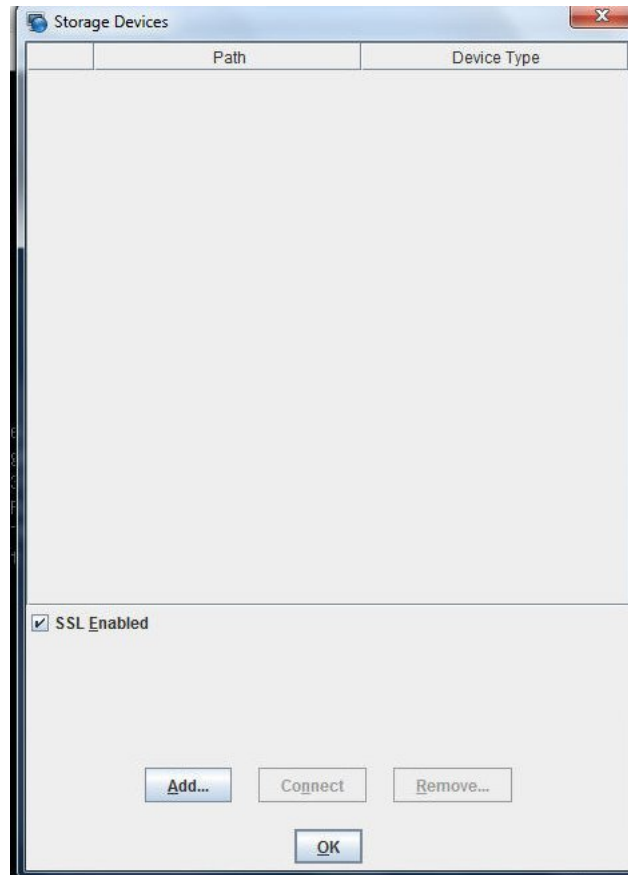 Storage Devices
Path Device Type
SSL Enabled
Add... Connect Remove...
OK